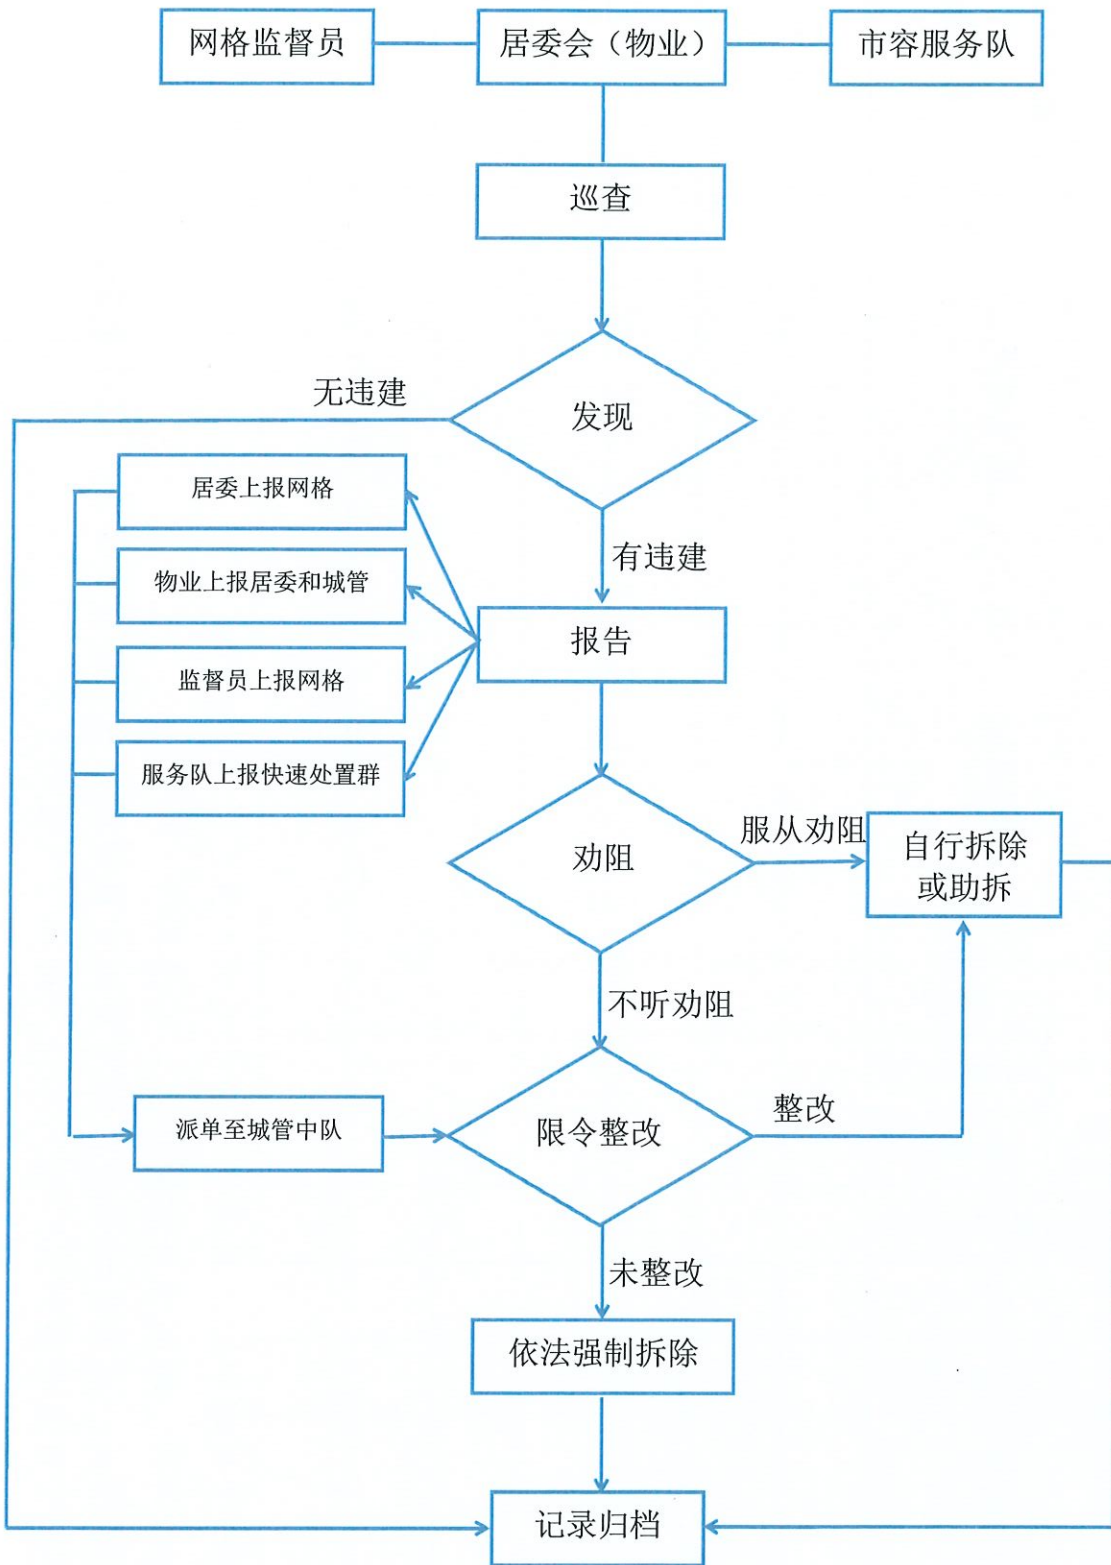 网格监督员
居委会（物业）
市容服务队
巡查
无违建
发现
居委上报网格
有违建
物业上报居委和城管
报告
监督员上报网格
服务队上报快速处置群
服从劝阻
劝阻
自行拆除
或助拆
不听劝阻
整改
派单至城管中队
限令整改
未整改
依法强制拆除
记录归档